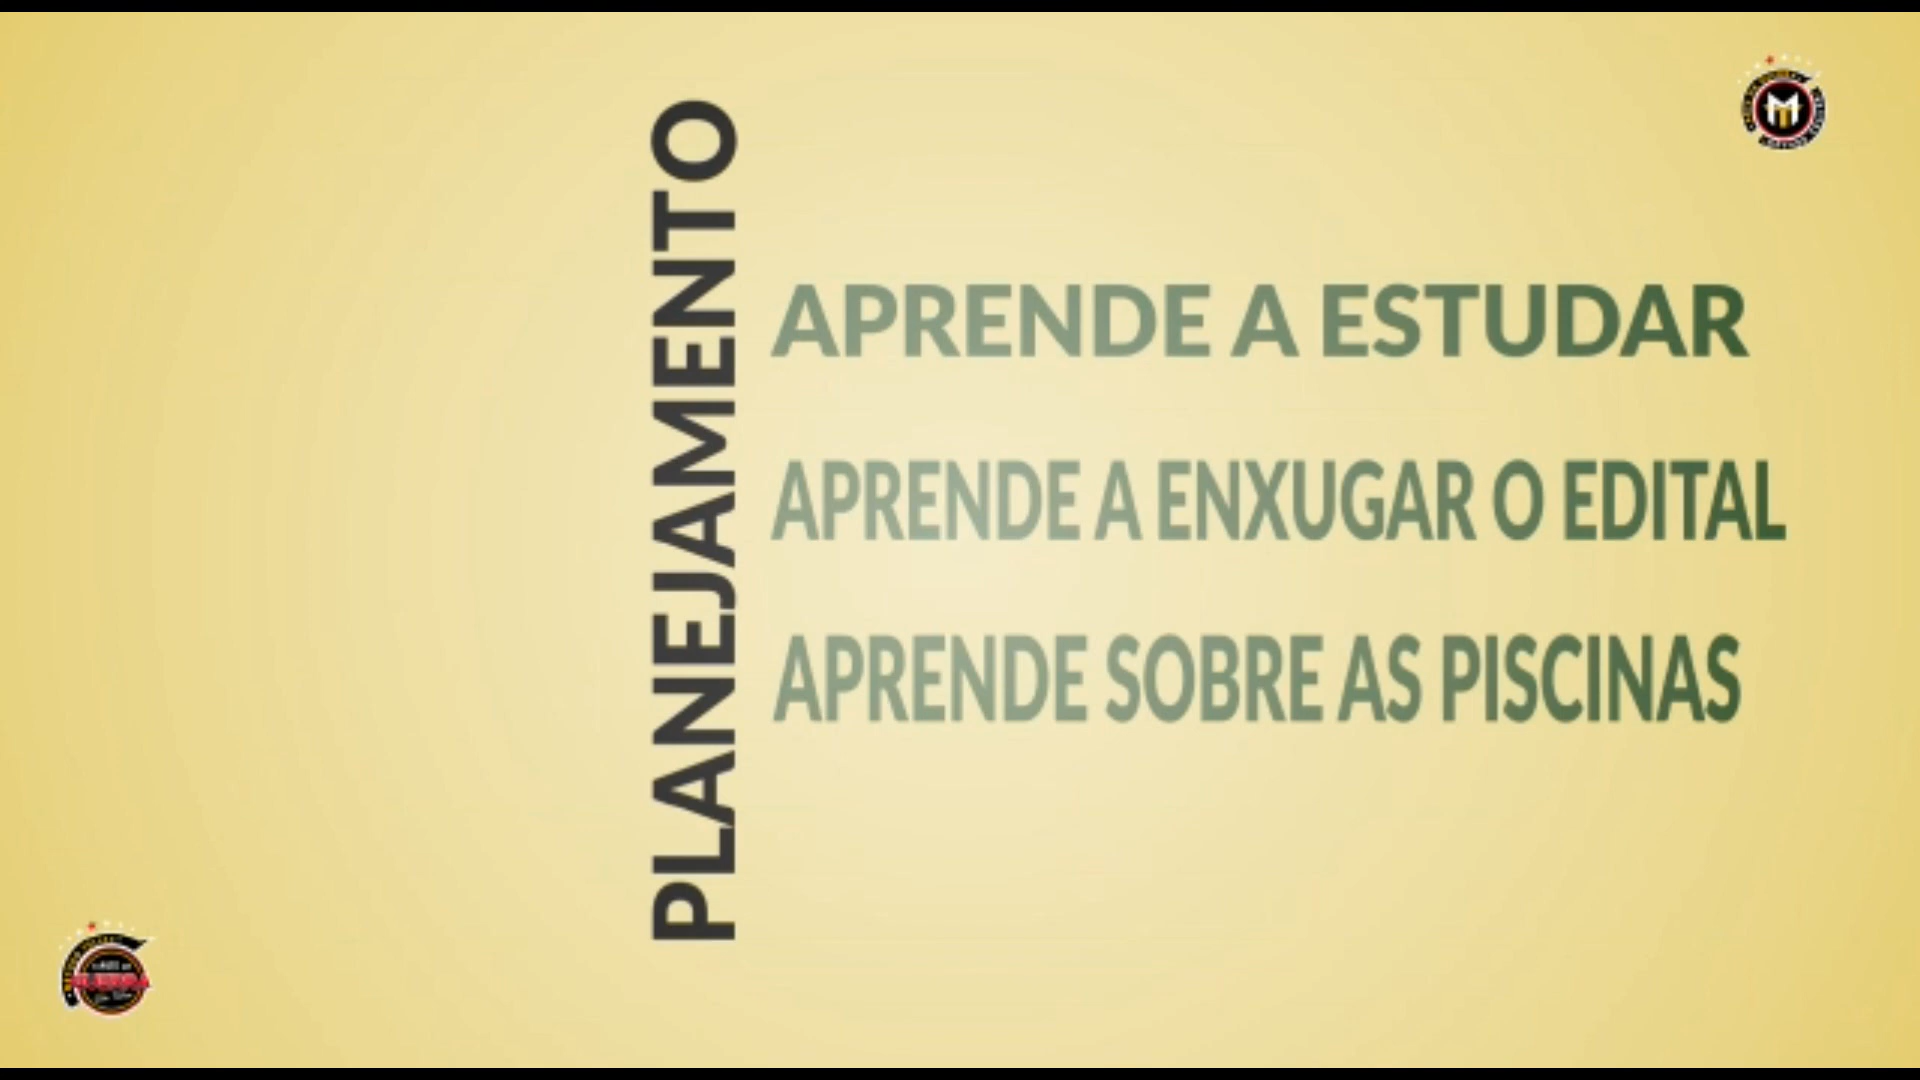 PLANEJAMENTO
APRENDE A ESTUDAR
APRENDE A ENXUGAR O EDITAL
APRENDE SOBRE AS PISCINAS